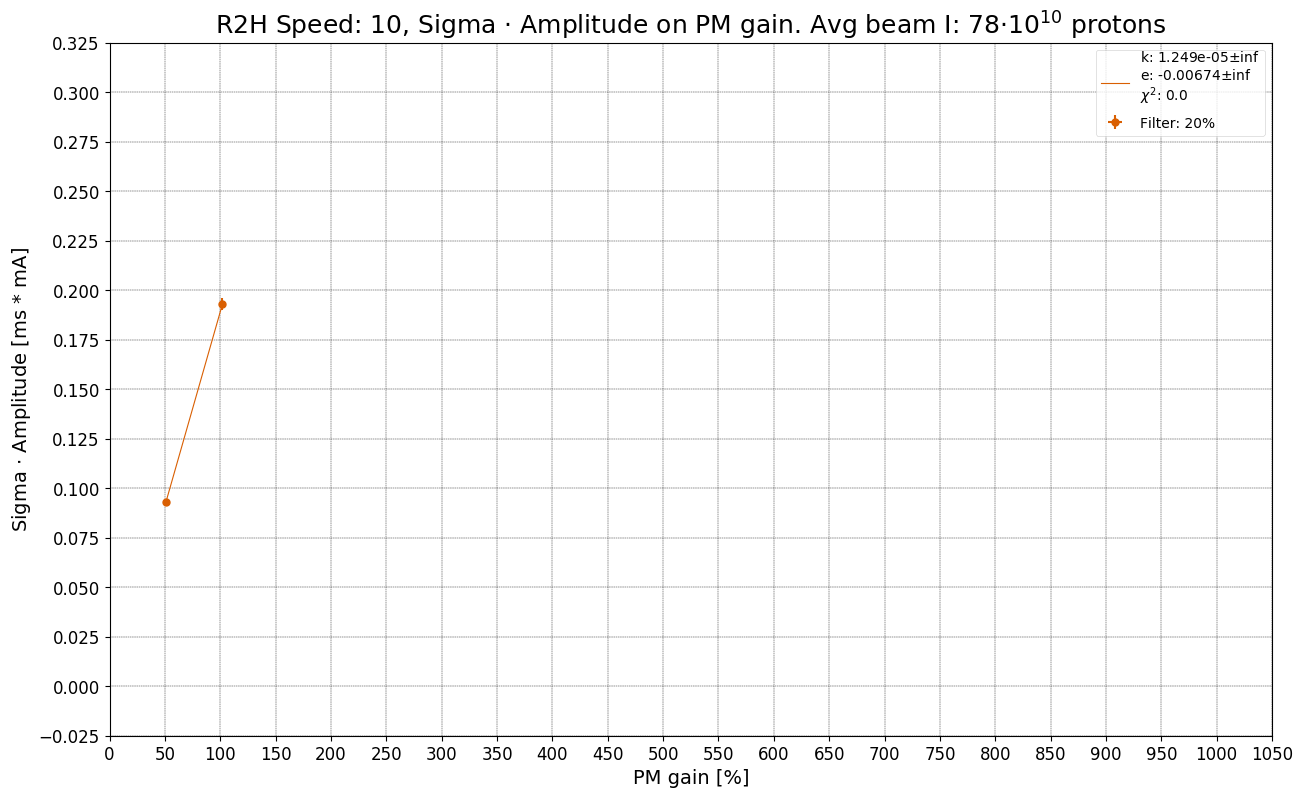 R2H Speed: 10, Sigma · Amplitude on PM gain. Avg beam I: 78·10^10 protons
k: 1.249e-05±inf
e: -0.00674±inf
χ²: 0.0
Filter: 20%
Sigma · Amplitude [ms * mA]
0.325
0.300
0.275
0.250
0.225
0.200
0.175
0.150
0.125
0.100
0.075
0.050
0.025
0.000
−0.025
0 50 100 150 200 250 300 350 400 450 500 550 600 650 700 750 800 850 900 950 1000 1050
PM gain [%]